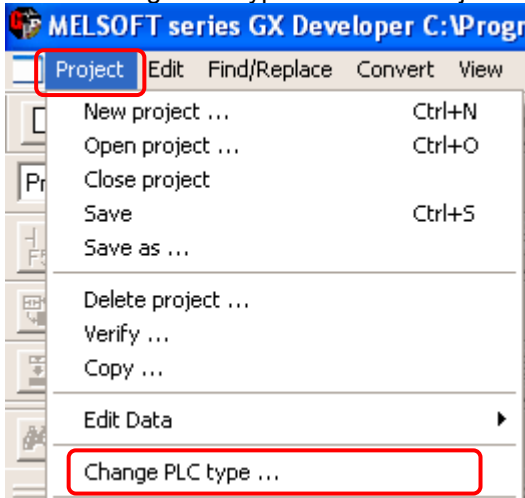 MELSOFT series GX Developer C:\Progr
Project Edit Find/Replace Convert View
New project ... Ctrl+N
Open project ... Ctrl+O
Close project
Save Ctrl+S
Save as ...
Delete project ...
Verify ...
Copy ...
Edit Data
Change PLC type ...